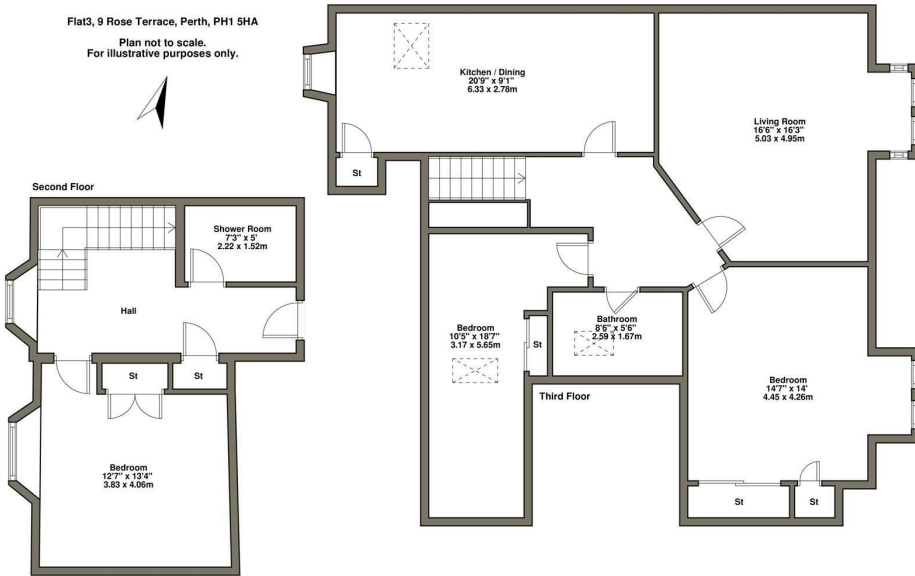 Flat3, 9 Rose Terrace, Perth, PH1 5HA
Plan not to scale.
For illustrative purposes only.
Second Floor
Shower Room
7'3" x 5'
2.22 x 1.52m
Hall
St
St
Bedroom
12'7" x 13'4"
3.83 x 4.06m
Kitchen / Dining
20'9" x 9'1"
6.33 x 2.78m
St
Living Room
16'6" x 16'3"
5.03 x 4.95m
Bedroom
10'5" x 18'7"
3.17 x 5.65m
St
Bathroom
8'6" x 5'6"
2.59 x 1.67m
Third Floor
Bedroom
14'7" x 14'
4.45 x 4.26m
St
St